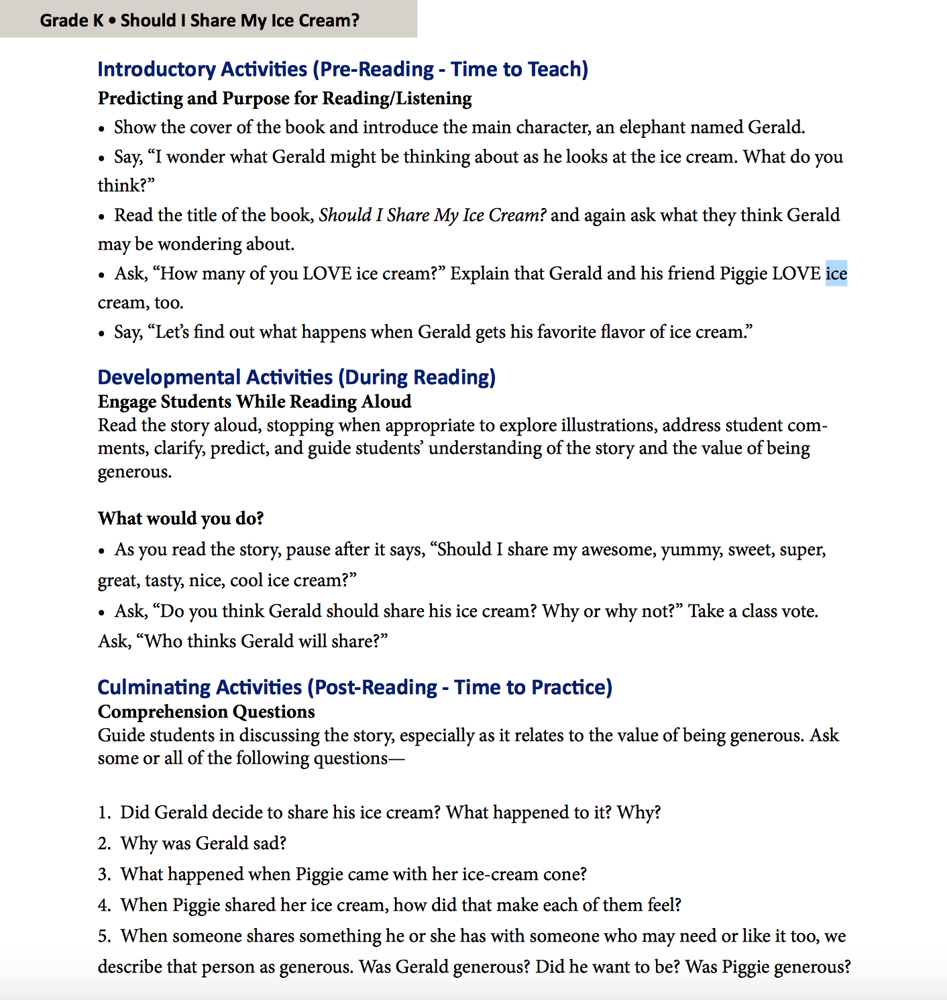 Grade K • Should I Share My Ice Cream?
Introductory Activities (Pre-Reading - Time to Teach)
Predicting and Purpose for Reading/Listening
• Show the cover of the book and introduce the main character, an elephant named Gerald.
• Say, “I wonder what Gerald might be thinking about as he looks at the ice cream. What do you
think?”
• Read the title of the book, Should I Share My Ice Cream? and again ask what they think Gerald
may be wondering about.
• Ask, “How many of you LOVE ice cream?” Explain that Gerald and his friend Piggie LOVE ice
cream, too.
• Say, “Let’s find out what happens when Gerald gets his favorite flavor of ice cream.”
Developmental Activities (During Reading)
Engage Students While Reading Aloud
Read the story aloud, stopping when appropriate to explore illustrations, address student com-
ments, clarify, predict, and guide students’ understanding of the story and the value of being
generous.
What would you do?
• As you read the story, pause after it says, “Should I share my awesome, yummy, sweet, super,
great, tasty, nice, cool ice cream?”
• Ask, “Do you think Gerald should share his ice cream? Why or why not?” Take a class vote.
Ask, “Who thinks Gerald will share?”
Culminating Activities (Post-Reading - Time to Practice)
Comprehension Questions
Guide students in discussing the story, especially as it relates to the value of being generous. Ask
some or all of the following questions—
1. Did Gerald decide to share his ice cream? What happened to it? Why?
2. Why was Gerald sad?
3. What happened when Piggie came with her ice-cream cone?
4. When Piggie shared her ice cream, how did that make each of them feel?
5. When someone shares something he or she has with someone who may need or like it too, we
describe that person as generous. Was Gerald generous? Did he want to be? Was Piggie generous?